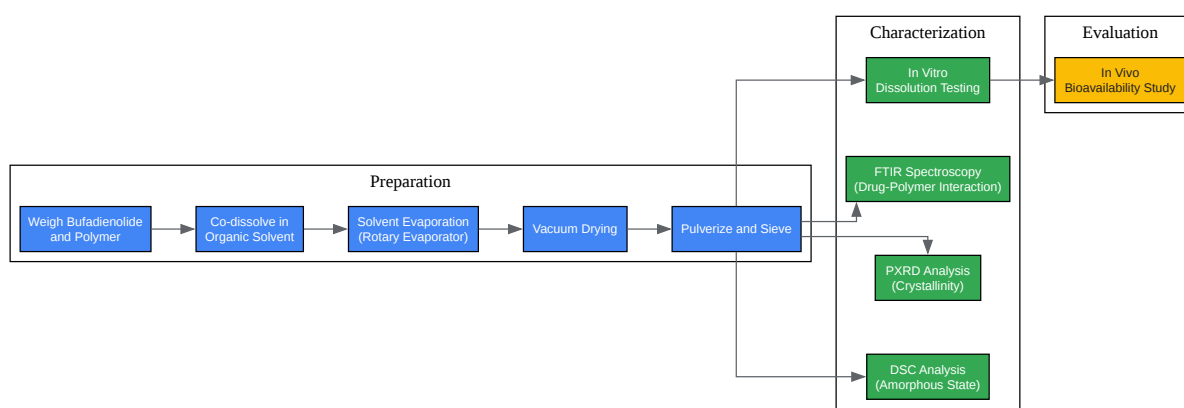 Characterization
Evaluation
In Vitro
Dissolution Testing
In Vivo
Bioavailability Study
Preparation
FTIR Spectroscopy
(Drug-Polymer Interaction)
Weigh Bufadienolide
and Polymer
Co-dissolve in
Organic Solvent
Solvent Evaporation
(Rotary Evaporator)
Vacuum Drying
Pulverize and Sieve
PXRD Analysis
(Crystallinity)
DSC Analysis
(Amorphous State)